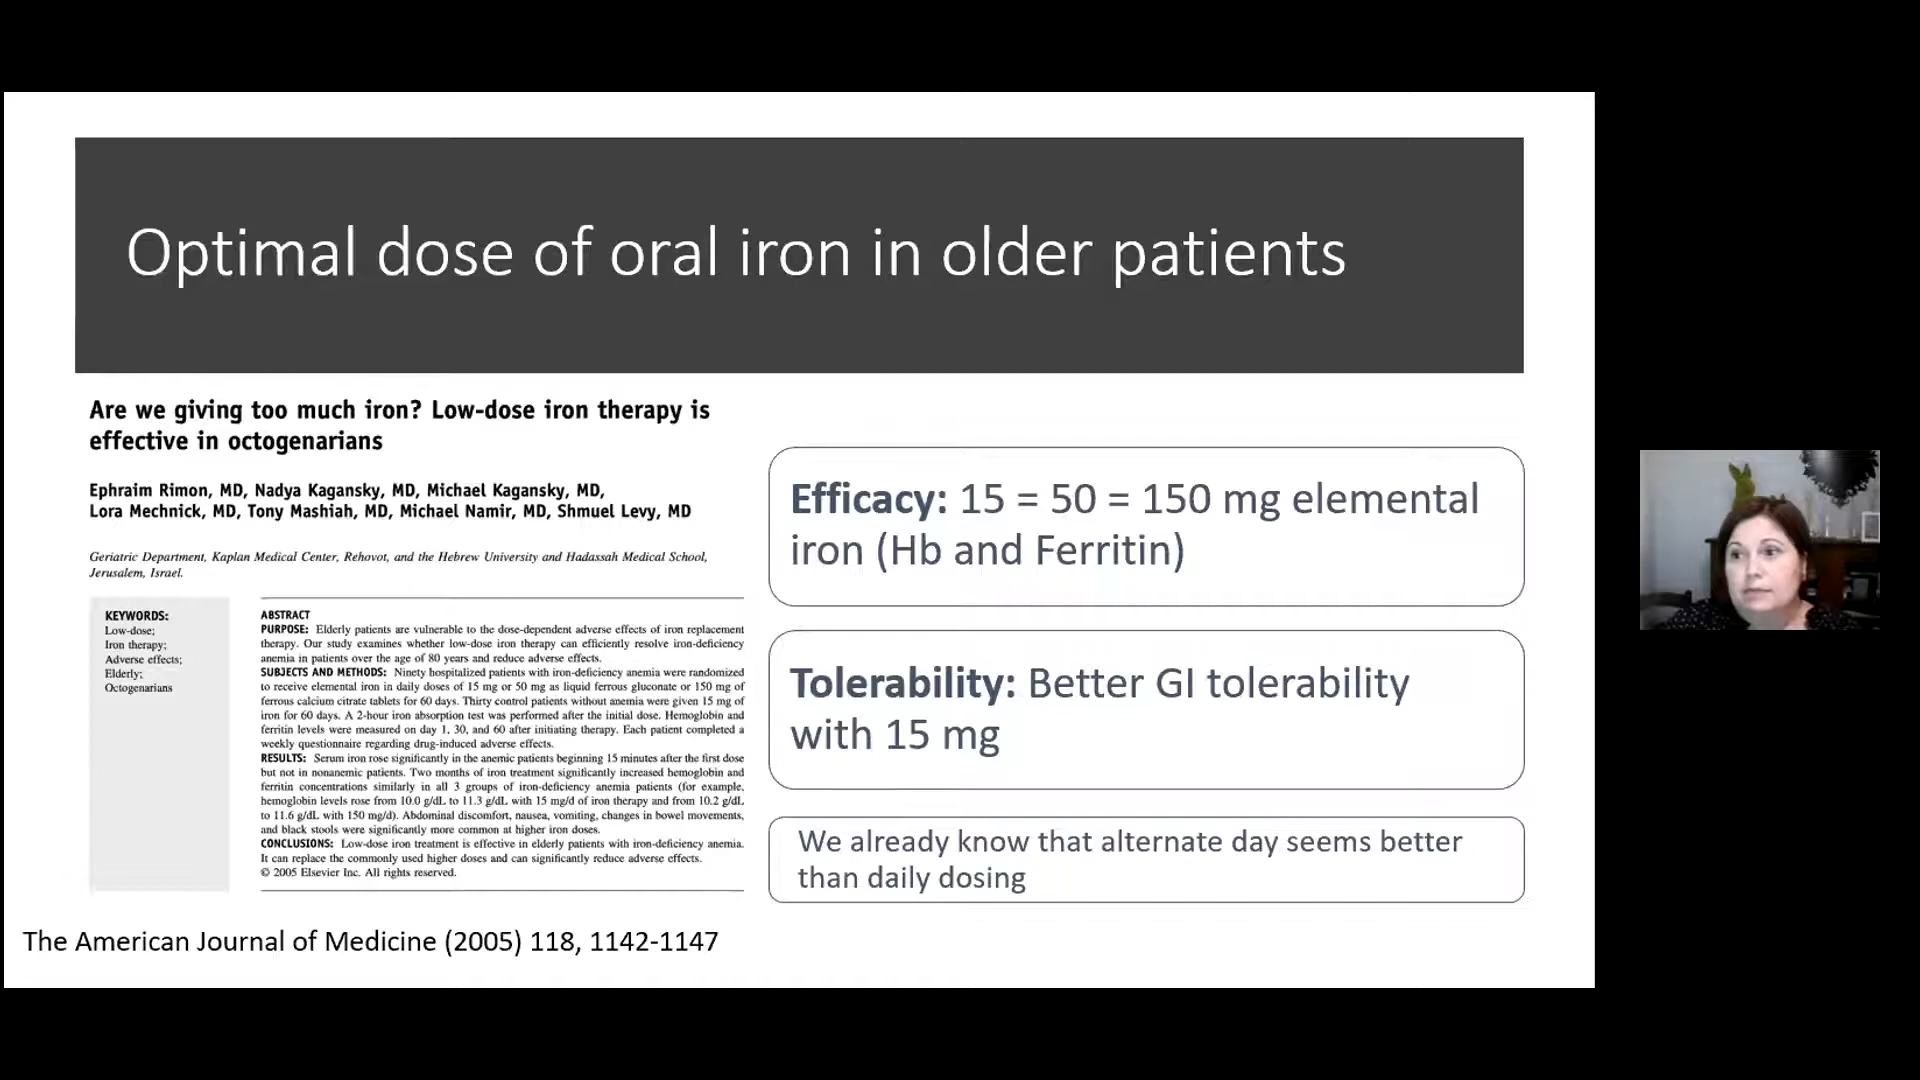 Optimal dose of oral iron in older patients
Are we giving too much iron? Low-dose iron therapy is
effective in octogenarians
Ephraim Rimon, MD, Nadya Kagansky, MD, Michael Kagansky, MD,
Lora Mechnick, MD, Tony Mashiah, MD, Michael Namir, MD, Shmuel Levy, MD
Geriatric Department, Kaplan Medical Center, Rehovot, and the Hebrew University and Hadassah Medical School,
Jerusalem, Israel.
KEYWORDS:
Low-dose;
Iron therapy;
Adverse effects;
Elderly;
Octogenarians
ABSTRACT
PURPOSE: Elderly patients are vulnerable to the dose-dependent adverse effects of iron replacement
therapy. Our study examines whether low-dose iron therapy can efficiently resolve iron-deficiency
anemia in patients over the age of 80 years and reduce adverse effects.
SUBJECTS AND METHODS: Ninety hospitalized patients with iron-deficiency anemia were randomized
to receive elemental iron in daily doses of 15 mg or 50 mg as liquid ferrous gluconate or 150 mg of
ferrous calcium citrate tablets for 60 days. Thirty control patients without anemia were given 15 mg of
iron for 60 days. A 2-hour iron absorption test was performed after the initial dose. Hemoglobin and
ferritin levels were measured on day 1, 30, and 60 after initiating therapy. Each patient completed a
weekly questionnaire regarding drug-induced adverse effects.
RESULTS: Serum iron rose significantly in the anemic patients beginning 15 minutes after the first dose
but not in nonanemic patients. Two months of iron treatment significantly increased hemoglobin and
ferritin concentrations similarly in all 3 groups of iron-deficiency anemia patients (for example,
hemoglobin levels rose from 10.0 g/dL to 11.3 g/dL with 15 mg/d of iron therapy and from 10.2 g/dL
to 11.6 g/dL with 150 mg/d). Abdominal discomfort, nausea, vomiting, changes in bowel movements,
and black stools were significantly more common at higher iron doses.
CONCLUSIONS: Low-dose iron treatment is effective in elderly patients with iron-deficiency anemia.
It can replace the commonly used higher doses and can significantly reduce adverse effects.
© 2005 Elsevier Inc. All rights reserved.
The American Journal of Medicine (2005) 118, 1142-1147
Efficacy: 15 = 50 = 150 mg elemental
iron (Hb and Ferritin)
Tolerability: Better GI tolerability
with 15 mg
We already know that alternate day seems better
than daily dosing